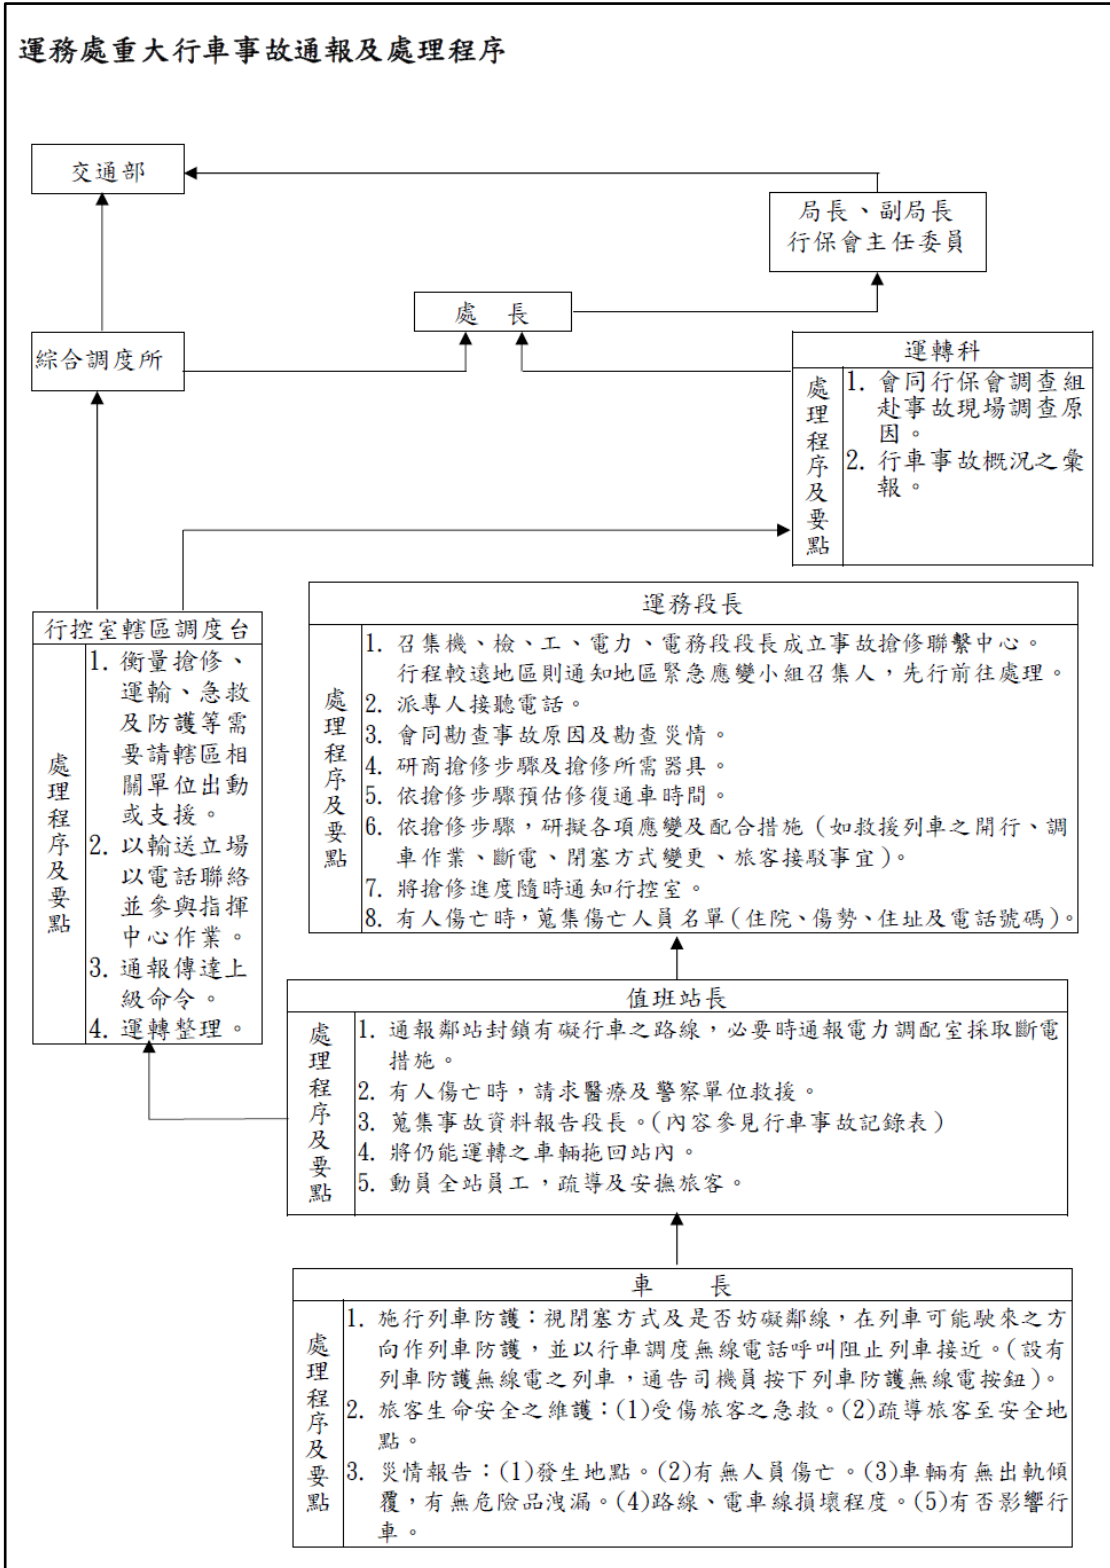 運務處重大行車事故通報及處理程序
交通部
局長、副局長
行保會主任委員
處　長
綜合調度所
運轉科
處理程序及要點
1. 會同行保會調查組
赴事故現場調查原
因。
2. 行車事故概況之彙
報。
行控室轄區調度台
處理程序及要點
1. 衡量搶修、
運輸、急救
及防護等需
要請轄區相
關單位出動
或支援。
2. 以輸送立場
以電話聯絡
並參與指揮
中心作業。
3. 通報傳達上
級命令。
4. 運轉整理。
運務段長
處理程序及要點
1. 召集機、檢、工、電力、電務段段長成立事故搶修聯繫中心。
行程較遠地區則通知地區緊急應變小組召集人，先行前往處理。
2. 派專人接聽電話。
3. 會同勘查事故原因及勘查災情。
4. 研商搶修步驟及搶修所需器具。
5. 依搶修步驟預估修復通車時間。
6. 依搶修步驟，研擬各項應變及配合措施（如救援列車之開行、調
車作業、斷電、閉塞方式變更、旅客接駁事宜）。
7. 將搶修進度隨時通知行控室。
8. 有人傷亡時，蒐集傷亡人員名單(住院、傷勢、住址及電話號碼)。
值班站長
處理程序及要點
1. 通報鄰站封鎖有礙行車之路線，必要時通報電力調配室採取斷電
措施。
2. 有人傷亡時，請求醫療及警察單位救援。
3. 蒐集事故資料報告段長。(內容參見行車事故記錄表)
4. 將仍能運轉之車輛拖回站內。
5. 動員全站員工，疏導及安撫旅客。
車　　長
處理程序及要點
1. 施行列車防護：視閉塞方式及是否妨礙鄰線，在列車可能駛來之方
向作列車防護，並以行車調度無線電話呼叫阻止列車接近。(設有
列車防護無線電之列車，通告司機員按下列車防護無線電按鈕)。
2. 旅客生命安全之維護：(1)受傷旅客之急救。(2)疏導旅客至安全地
點。
3. 災情報告：(1)發生地點。(2)有無人員傷亡。(3)車輛有無出軌傾
覆，有無危險品洩漏。(4)路線、電車線損壞程度。(5)有否影響行
車。